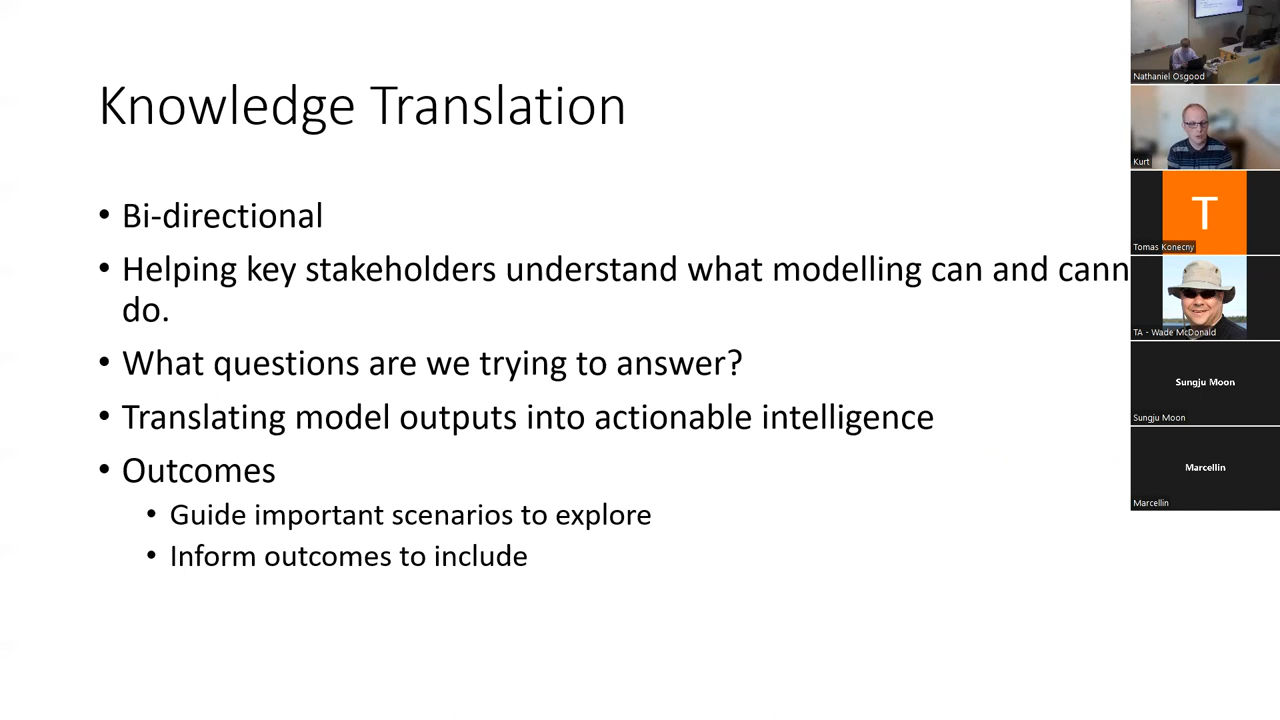 Knowledge Translation
• Bi-directional
• Helping key stakeholders understand what modelling can and cann
do.
• What questions are we trying to answer?
• Translating model outputs into actionable intelligence
• Outcomes
• Guide important scenarios to explore
• Inform outcomes to include
Nathaniel Osgood
Kurt
T
Tomas Konecny
TA - Wade McDonald
Sungju Moon
Sungju Moon
Marcellin
Marcellin